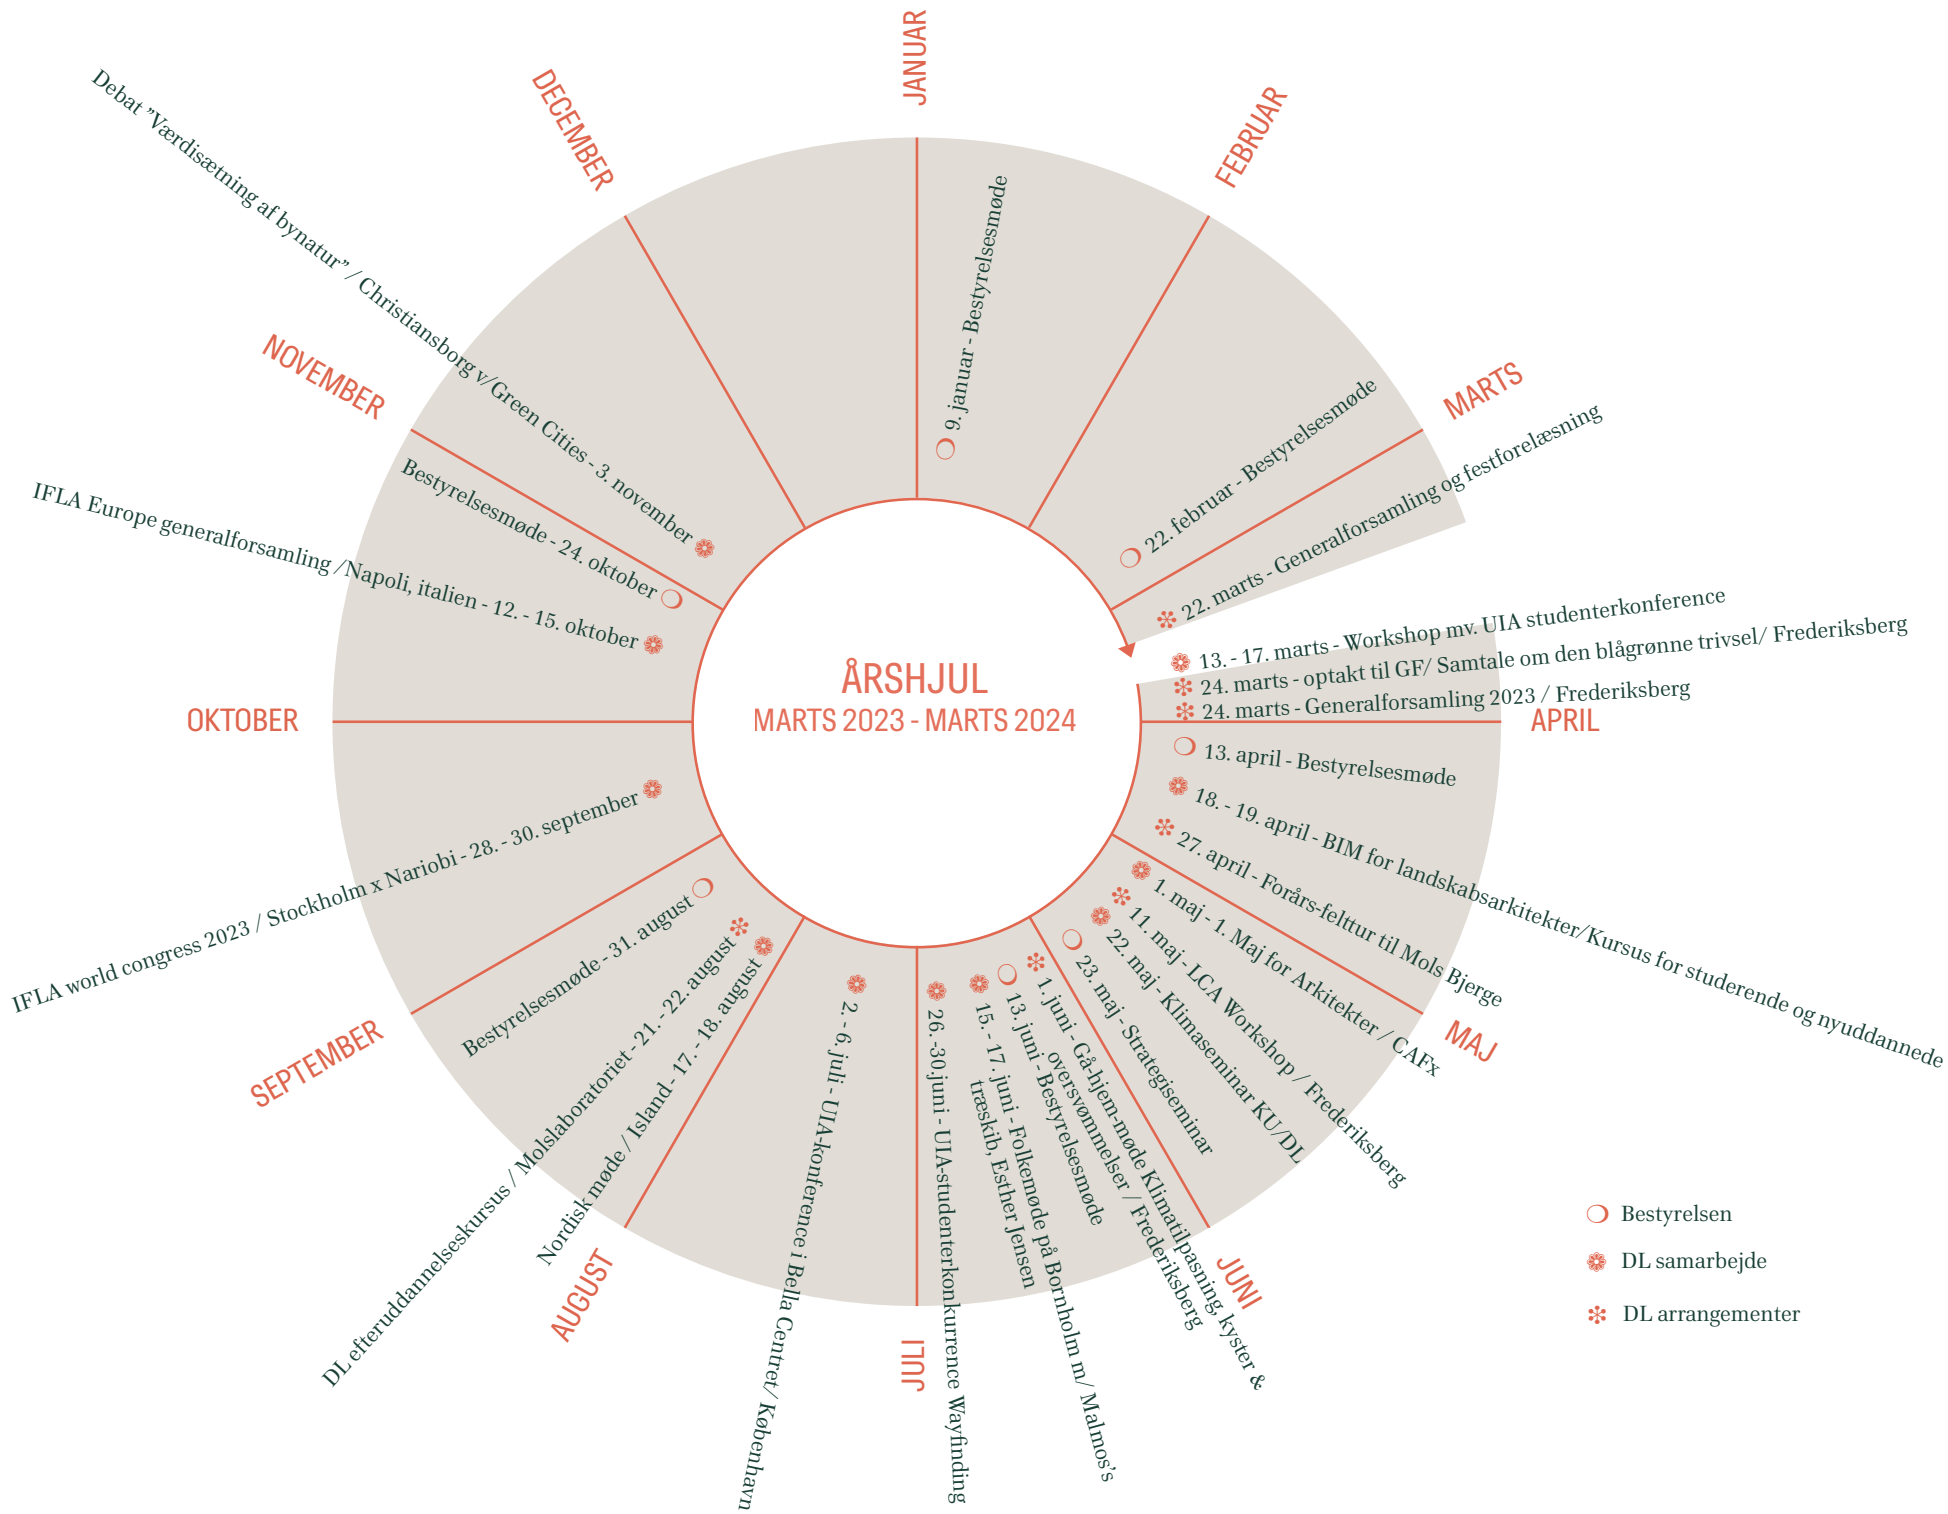 ÅRSHJUL
MARTS 2023 - MARTS 2024
13. - 17. marts - Workshop mv. UIA studenterkonference
24. marts - optakt til GF/ Samtale om den blågrønne trivsel/ Frederiksberg
24. marts - Generalforsamling 2023 / Frederiksberg
APRIL
13. april - Bestyrelsesmøde
18. - 19. april - BIM for landskabsarkitekter/Kursus for studerende og nyuddannede
27. april - Forårs-felttur til Mols Bjerge
MAJ
1. maj - 1. Maj for Arkitekter / CAFx
11. maj - LCA Workshop / Frederiksberg
22. maj - Klimaseminar KU/DL
23. maj - Strategiseminar
JUNI
1. juni - Gå-hjem-møde Klimatilpasning, kyster &
oversvømmelser / Frederiksberg
13. juni - Bestyrelsesmøde
15. - 17. juni - Folkemøde på Bornholm m/ Malmos's
træskib, Esther Jensen
26. -30.juni - UIA-studenterkonkurrence Wayfinding
JULI
2. - 6. juli - UIA-konference i Bella Centret/ København
AUGUST
Nordisk møde / Island- 17. - 18. august
DL efteruddannelseskursus / Molslaboratoriet - 21. - 22. august
Bestyrelsesmøde - 31. august
SEPTEMBER
IFLA world congress 2023 / Stockholm x Nariobi - 28. - 30. september
OKTOBER
IFLA Europe generalforsamling /Napoli, italien - 12. - 15. oktober
Bestyrelsesmøde - 24. oktober
NOVEMBER
Debat ”Værdisætning af bynatur” / Christiansborg v/Green Cities - 3. november
DECEMBER
JANUAR
9. januar - Bestyrelsesmøde
FEBRUAR
22. februar - Bestyrelsesmøde
MARTS
22. marts - Generalforsamling og festforelæsning
Bestyrelsen
DL samarbejde
DL arrangementer